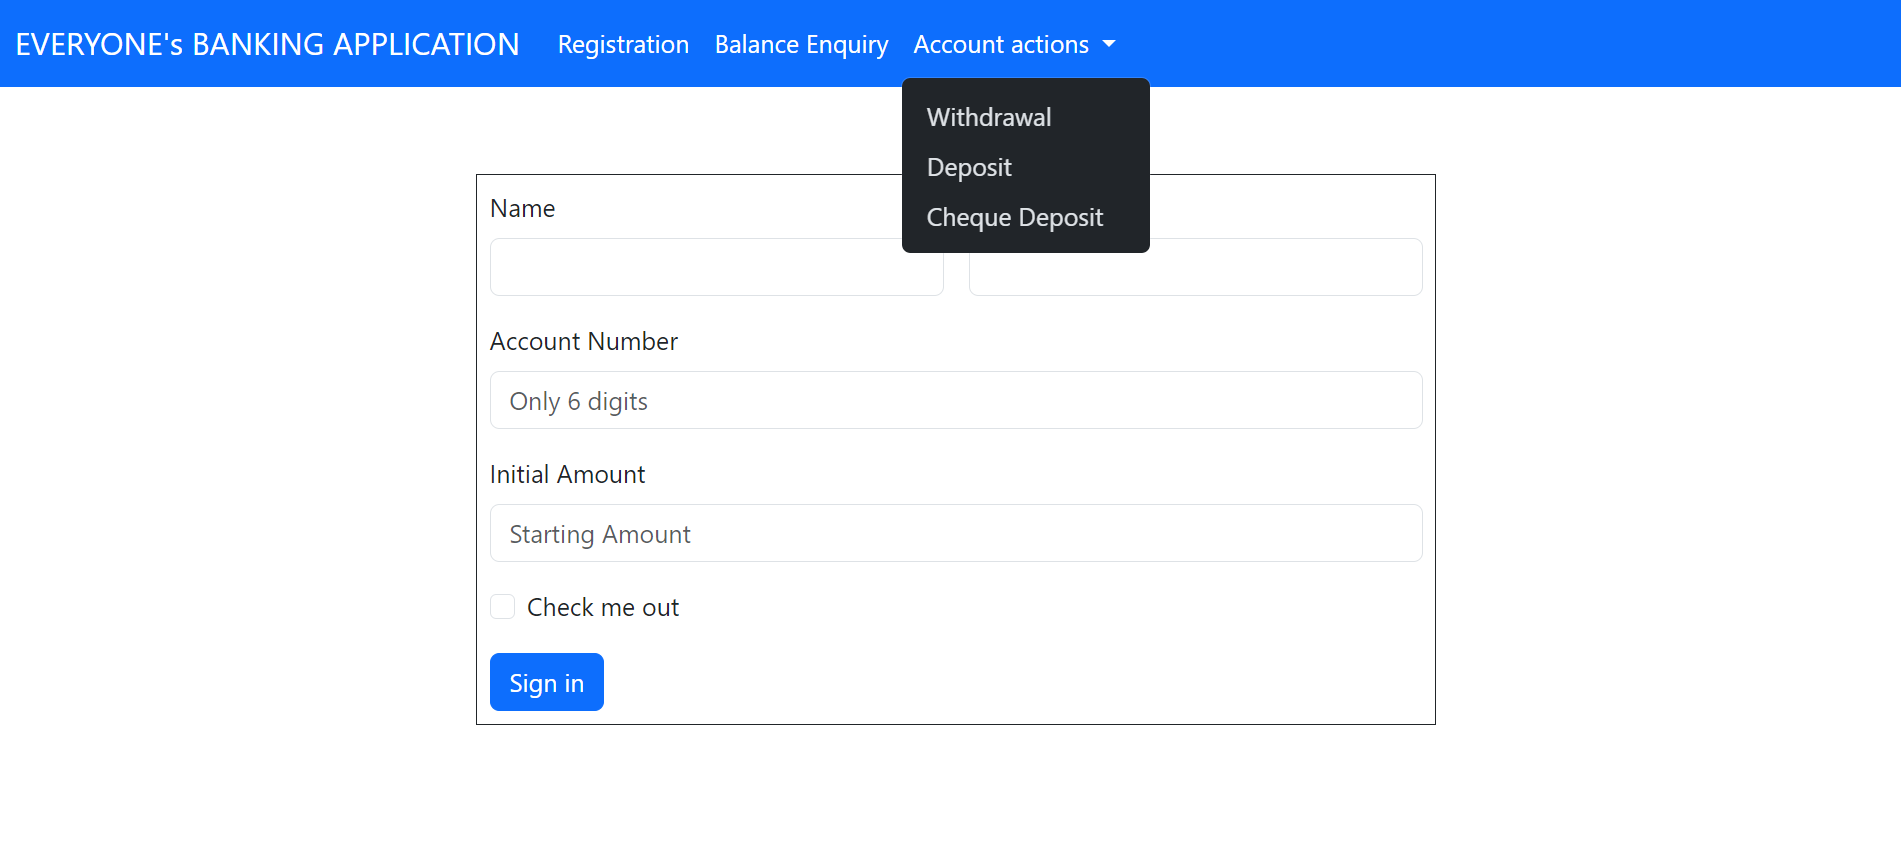 EVERYONE's BANKING APPLICATION Registration Balance Enquiry Account actions
Withdrawal
Deposit
Cheque Deposit
Name
Account Number
Only 6 digits
Initial Amount
Starting Amount
Check me out
Sign in